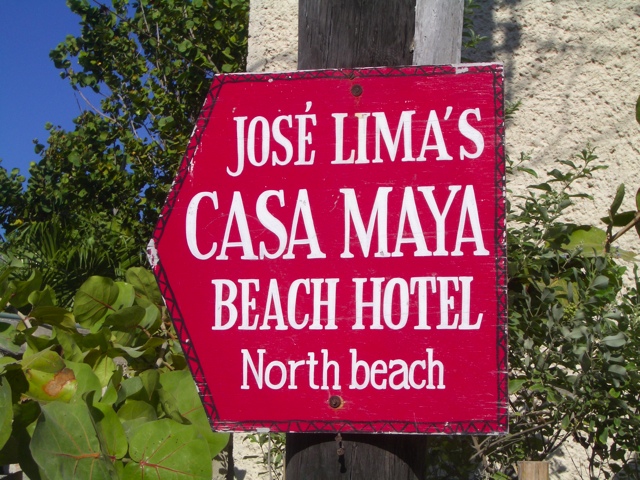 JOSÉ LIMA'S
CASA MAYA
BEACH HOTEL
North beach